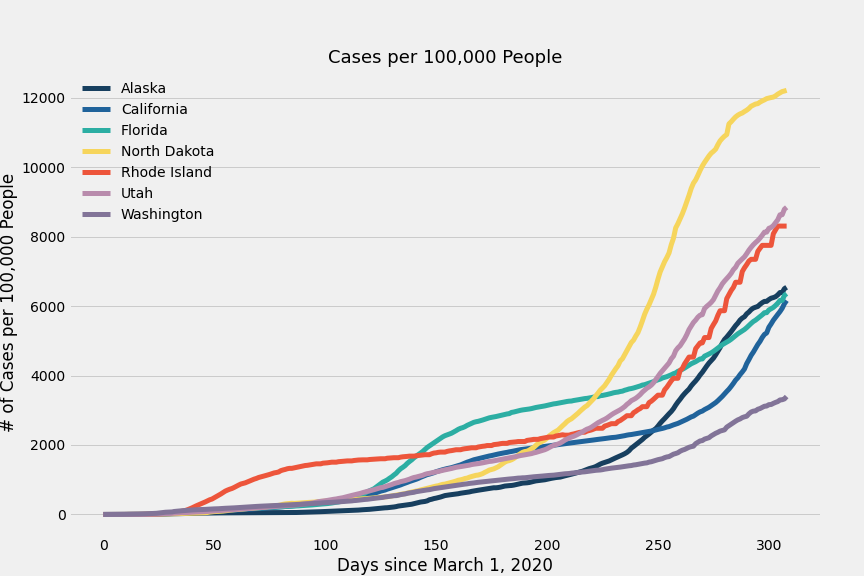 Cases per 100,000 People
Alaska
California
Florida
North Dakota
Rhode Island
Utah
Washington
12000
10000
8000
6000
4000
2000
0
# of Cases per 100,000 People
0 50 100 150 200 250 300
Days since March 1, 2020